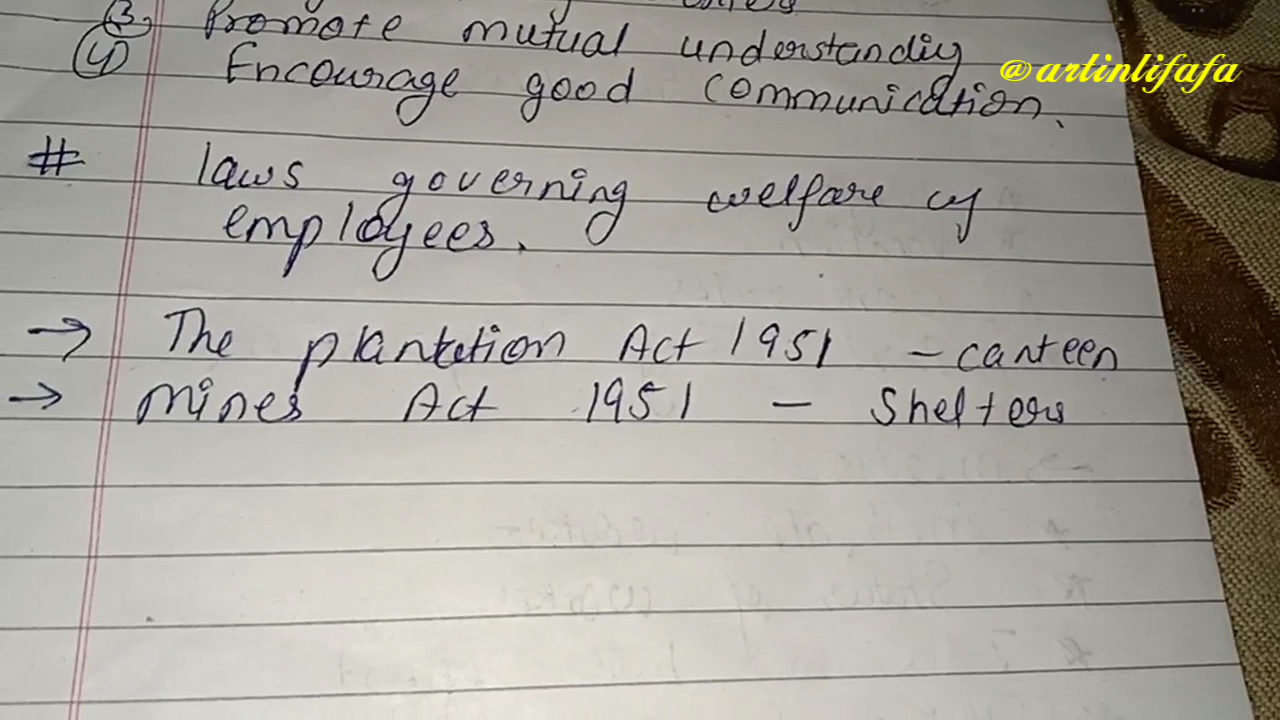 ③ Promote mutual understandiy
@artinlifafa
④ Encourage good communication.
# laws governing welfare of
employees.
→ The plantation Act 1951 - canteen
→ Mines Act 1951 - Shelters